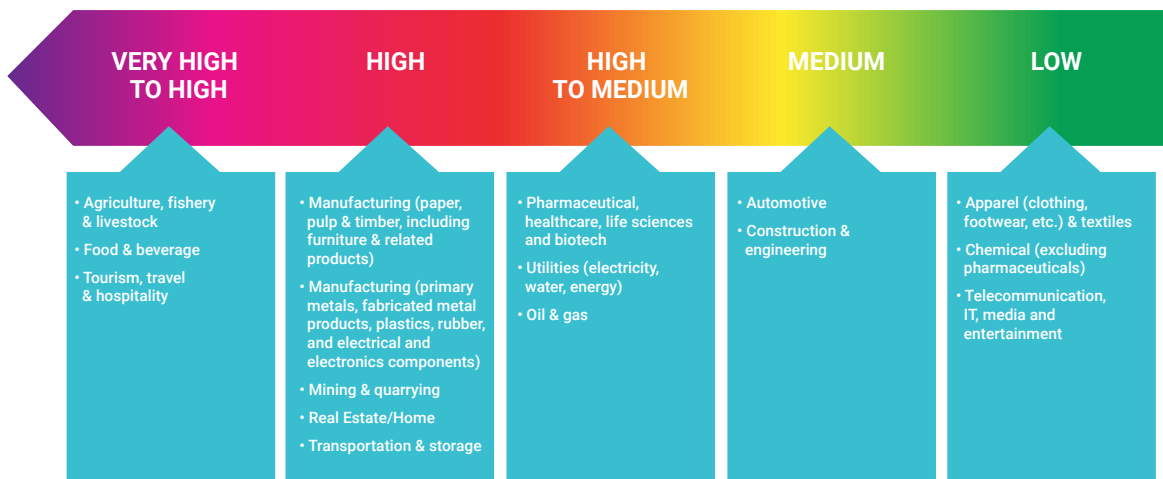 VERY HIGH
TO HIGH
HIGH
HIGH
TO MEDIUM
MEDIUM
LOW
• Agriculture, fishery
& livestock
• Food & beverage
• Tourism, travel
& hospitality
• Manufacturing (paper,
pulp & timber, including
furniture & related
products)
• Manufacturing (primary
metals, fabricated metal
products, plastics, rubber,
and electrical and
electronics components)
• Mining & quarrying
• Real Estate/Home
• Transportation & storage
• Pharmaceutical,
healthcare, life sciences
and biotech
• Utilities (electricity,
water, energy)
• Oil & gas
• Automotive
• Construction &
engineering
• Apparel (clothing,
footwear, etc.) & textiles
• Chemical (excluding
pharmaceuticals)
• Telecommunication,
IT, media and
entertainment